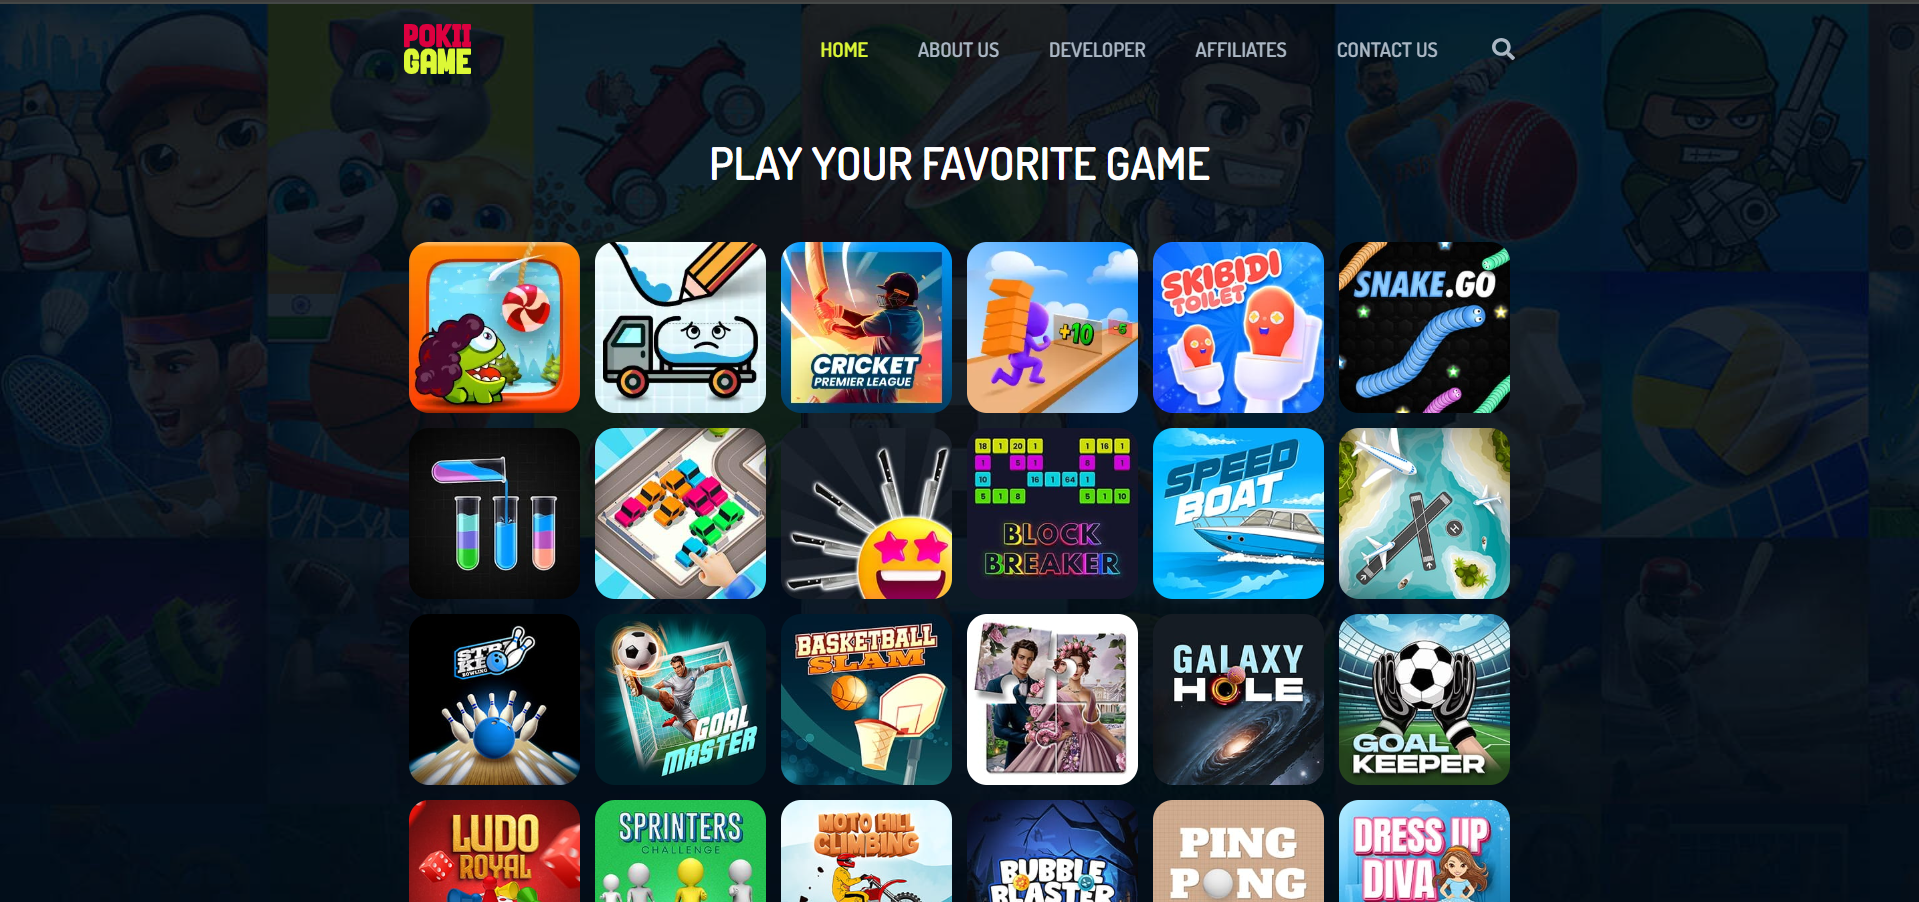 POKII
GAME
HOME
ABOUT US
DEVELOPER
AFFILIATES
CONTACT US
PLAY YOUR FAVORITE GAME
CRICKET
PREMIER LEAGUE
+10
-5
SKIBIDI
TOILET
SNAKE.GO
18 1 20 1 1 16 1
1 5 1 8 1
10 16 1 64 1
5 1 8 5 1 10
BLOCK
BREAKER
SPEED
BOAT
H
STRIKE
BOWLING
GOAL
MASTER
BASKETBALL
SLAM
GALAXY
HOLE
GOAL
KEEPER
LUDO
ROYAL
SPRINTERS
CHALLENGE
MOTO HILL
CLIMBING
BUBBLE
BLASTER
PING
PONG
DRESS UP
DIVA